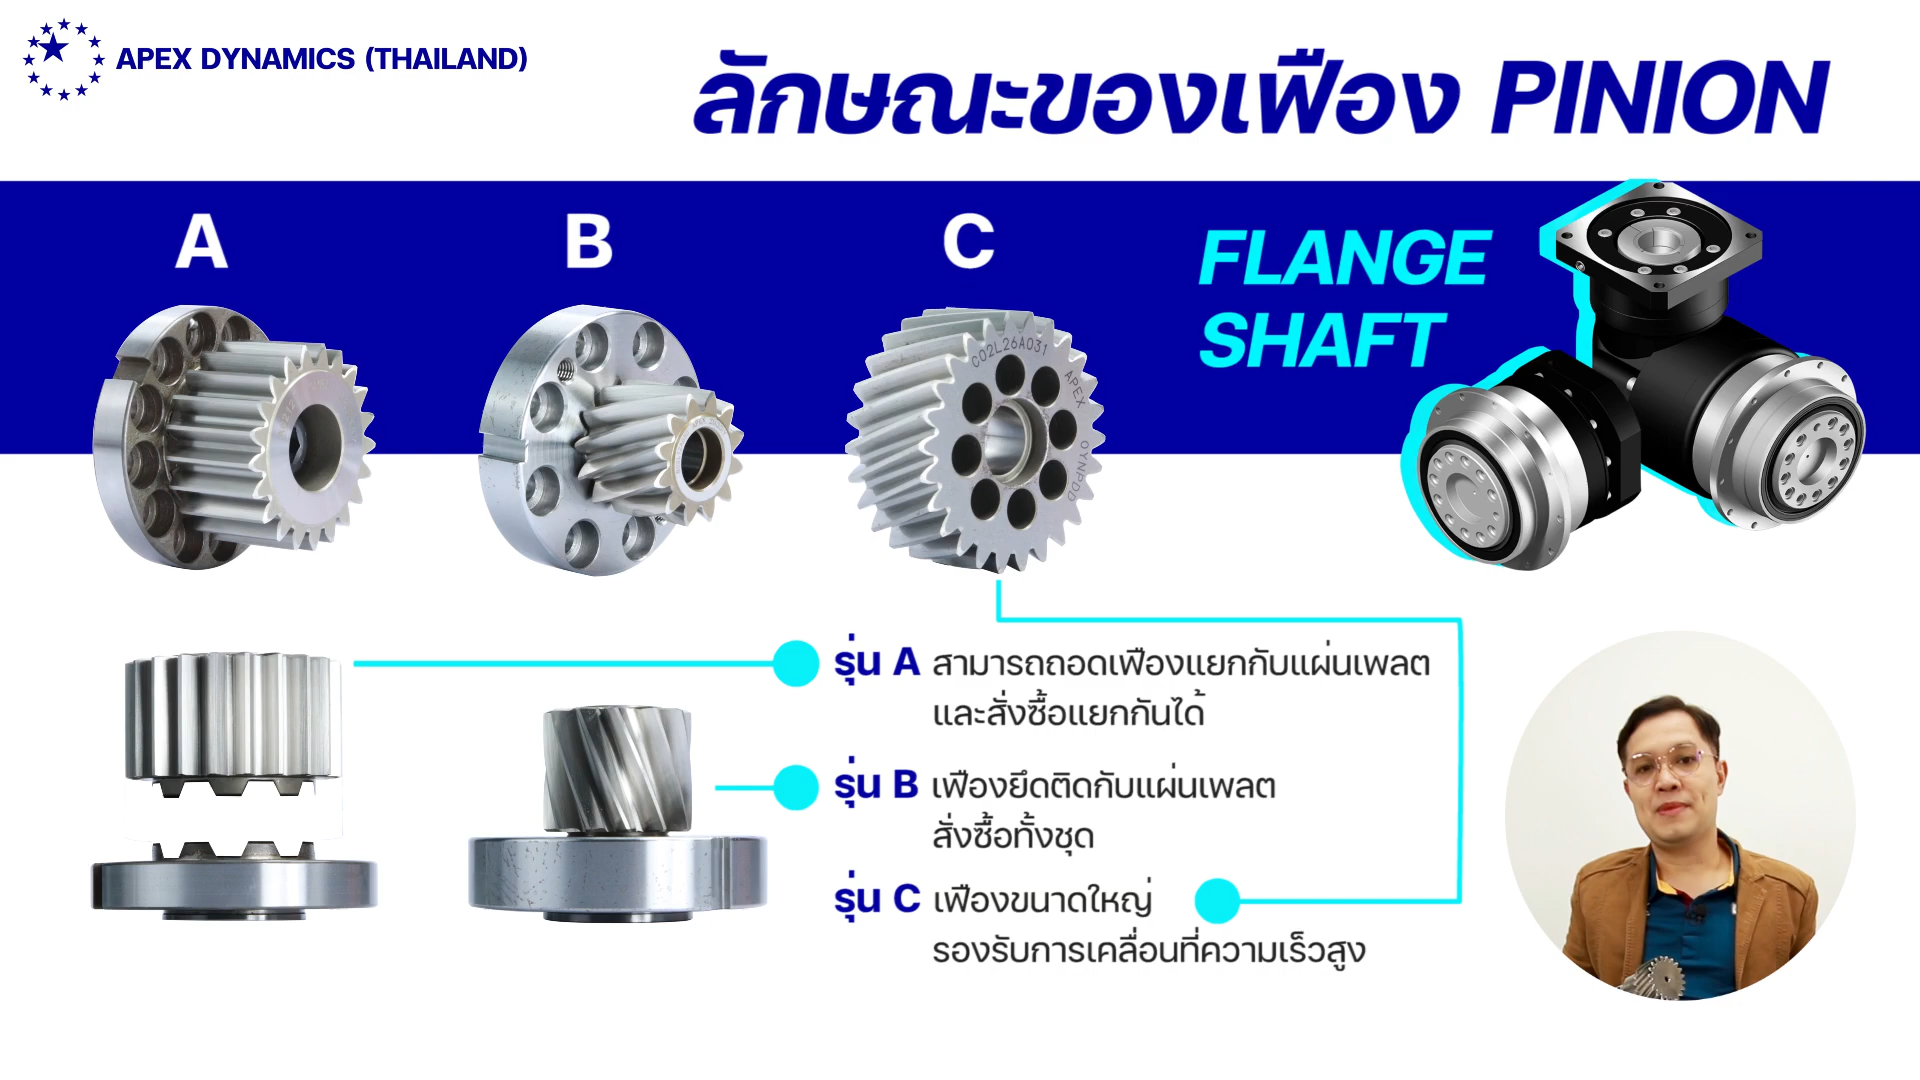 APEX DYNAMICS (THAILAND)
ลักษณะของเฟือง PINION
A
B
C
FLANGE
SHAFT
C02L26A031
APEX
รุ่น A สามารถถอดเฟืองแยกกับแผ่นเพลต
และสั่งซื้อแยกกันได้
รุ่น B เฟืองยึดติดกับแผ่นเพลต
สั่งซื้อทั้งชุด
รุ่น C เฟืองขนาดใหญ่
รองรับการเคลื่อนที่ความเร็วสูง